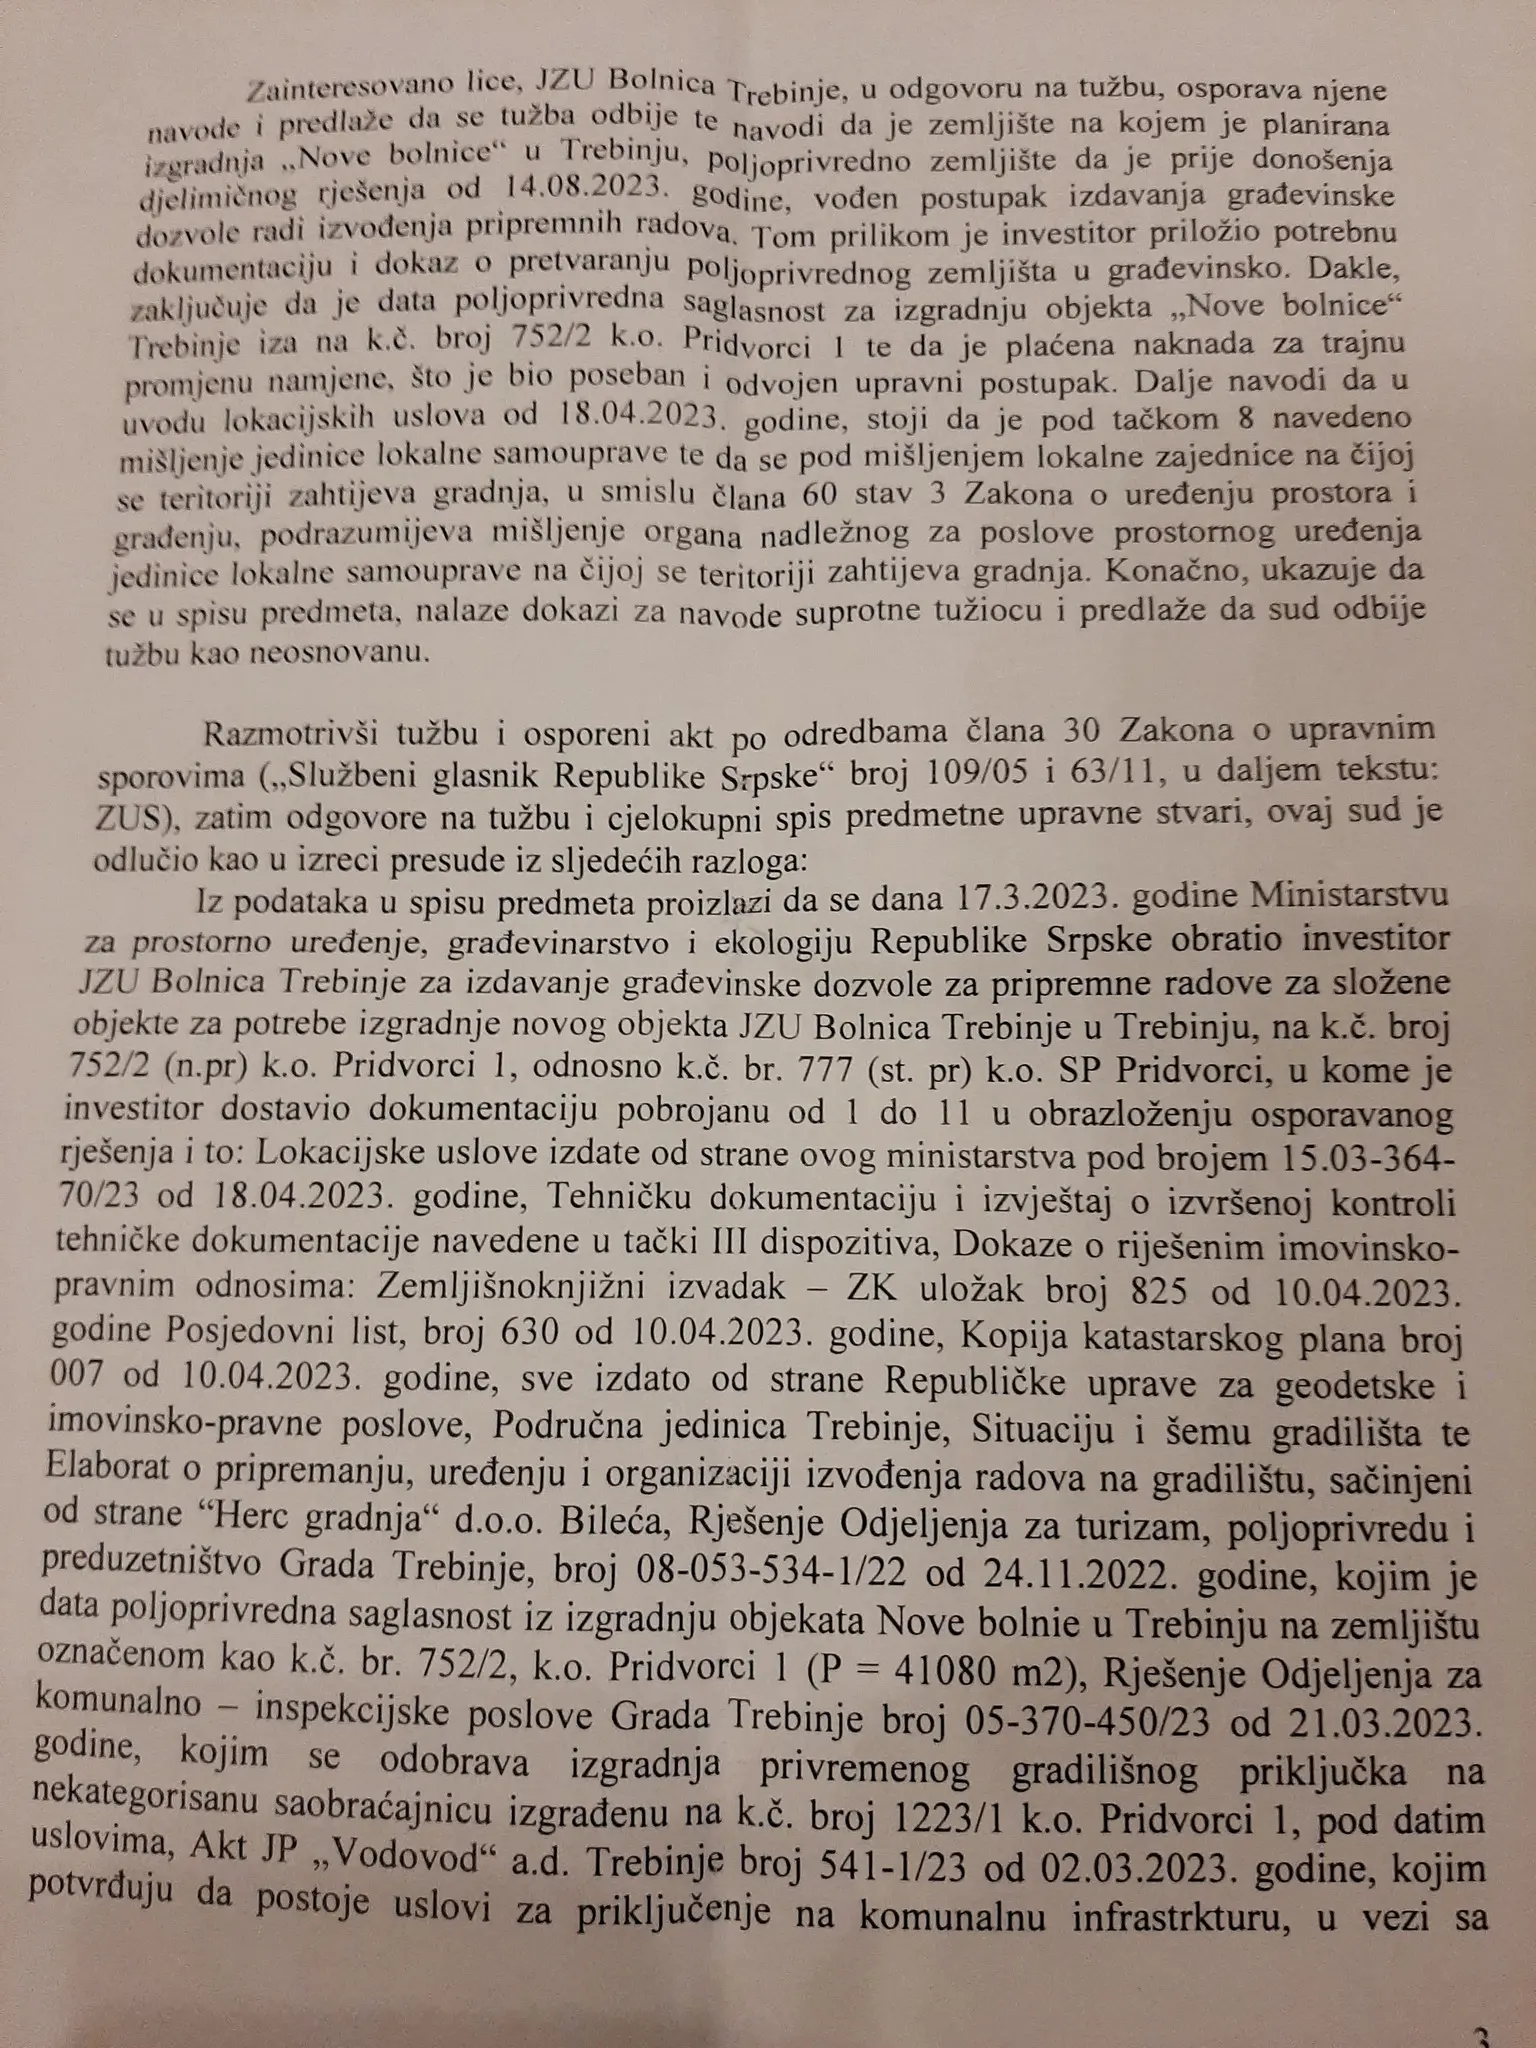 Zainteresovano lice, JZU Bolnica Trebinje, u odgovoru na tužbu, osporava njene
navode i predlaže da se tužba odbije te navodi da je zemljište na kojem je planirana
izgradnja „Nove bolnice“ u Trebinju, poljoprivredno zemljište da je prije donošenja
djelimičnog rješenja od 14.08.2023. godine, vođen postupak izdavanja građevinske
dozvole radi izvođenja pripremnih radova. Tom prilikom je investitor priložio potrebnu
dokumentaciju i dokaz o pretvaranju poljoprivrednog zemljišta u građevinsko. Dakle,
zaključuje da je data poljoprivredna saglasnost za izgradnju objekta „Nove bolnice“
Trebinje iza na k.č. broj 752/2 k.o. Pridvorci 1 te da je plaćena naknada za trajnu
promjenu namjene, što je bio poseban i odvojen upravni postupak. Dalje navodi da u
uvodu lokacijskih uslova od 18.04.2023. godine, stoji da je pod tačkom 8 navedeno
mišljenje jedinice lokalne samouprave te da se pod mišljenjem lokalne zajednice na čijoj
se teritoriji zahtijeva gradnja, u smislu člana 60 stav 3 Zakona o uređenju prostora i
građenju, podrazumijeva mišljenje organa nadležnog za poslove prostornog uređenja
jedinice lokalne samouprave na čijoj se teritoriji zahtijeva gradnja. Konačno, ukazuje da
se u spisu predmeta, nalaze dokazi za navode suprotne tužiocu i predlaže da sud odbije
tužbu kao neosnovanu.
Razmotrivši tužbu i osporeni akt po odredbama člana 30 Zakona o upravnim
sporovima („Službeni glasnik Republike Srpske“ broj 109/05 i 63/11, u daljem tekstu:
ZUS), zatim odgovore na tužbu i cjelokupni spis predmetne upravne stvari, ovaj sud je
odlučio kao u izreci presude iz sljedećih razloga:
Iz podataka u spisu predmeta proizlazi da se dana 17.3.2023. godine Ministarstvu
za prostorno uređenje, građevinarstvo i ekologiju Republike Srpske obratio investitor
JZU Bolnica Trebinje za izdavanje građevinske dozvole za pripremne radove za složene
objekte za potrebe izgradnje novog objekta JZU Bolnica Trebinje u Trebinju, na k.č. broj
752/2 (n.pr) k.o. Pridvorci 1, odnosno k.č. br. 777 (st. pr) k.o. SP Pridvorci, u kome je
investitor dostavio dokumentaciju pobrojanu od 1 do 11 u obrazloženju osporavanog
rješenja i to: Lokacijske uslove izdate od strane ovog ministarstva pod brojem 15.03-364-
70/23 od 18.04.2023. godine, Tehničku dokumentaciju i izvještaj o izvršenoj kontroli
tehničke dokumentacije navedene u tački III dispozitiva, Dokaze o riješenim imovinsko-
pravnim odnosima: Zemljišnoknjižni izvadak – ZK uložak broj 825 od 10.04.2023.
godine Posjedovni list, broj 630 od 10.04.2023. godine, Kopija katastarskog plana broj
007 od 10.04.2023. godine, sve izdato od strane Republičke uprave za geodetske i
imovinsko-pravne poslove, Područna jedinica Trebinje, Situaciju i šemu gradilišta te
Elaborat o pripremanju, uređenju i organizaciji izvođenja radova na gradilištu, sačinjeni
od strane “Herc gradnja“ d.o.o. Bileća, Rješenje Odjeljenja za turizam, poljoprivredu i
preduzetništvo Grada Trebinje, broj 08-053-534-1/22 od 24.11.2022. godine, kojim je
data poljoprivredna saglasnost iz izgradnju objekata Nove bolnie u Trebinju na zemljištu
označenom kao k.č. br. 752/2, k.o. Pridvorci 1 (P = 41080 m2), Rješenje Odjeljenja za
komunalno – inspekcijske poslove Grada Trebinje broj 05-370-450/23 od 21.03.2023.
godine, kojim se odobrava izgradnja privremenog gradilišnog priključka na
nekategorisanu saobraćajnicu izgrađenu na k.č. broj 1223/1 k.o. Pridvorci 1, pod datim
uslovima, Akt JP „Vodovod“ a.d. Trebinje broj 541-1/23 od 02.03.2023. godine, kojim
potvrđuju da postoje uslovi za priključenje na komunalnu infrastrkturu, u vezi sa
3